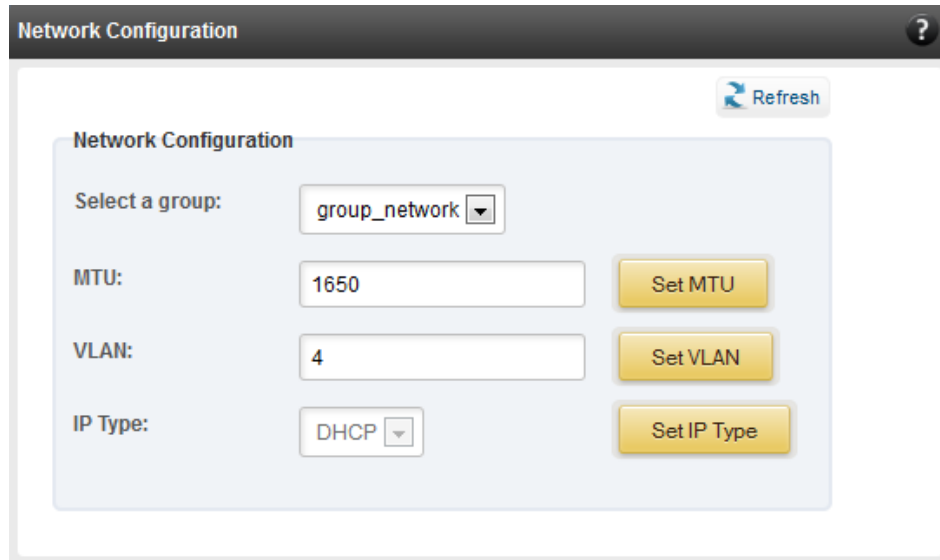 Network Configuration
?
Refresh
Network Configuration
Select a group: group_network
MTU: 1650 Set MTU
VLAN: 4 Set VLAN
IP Type: DHCP Set IP Type